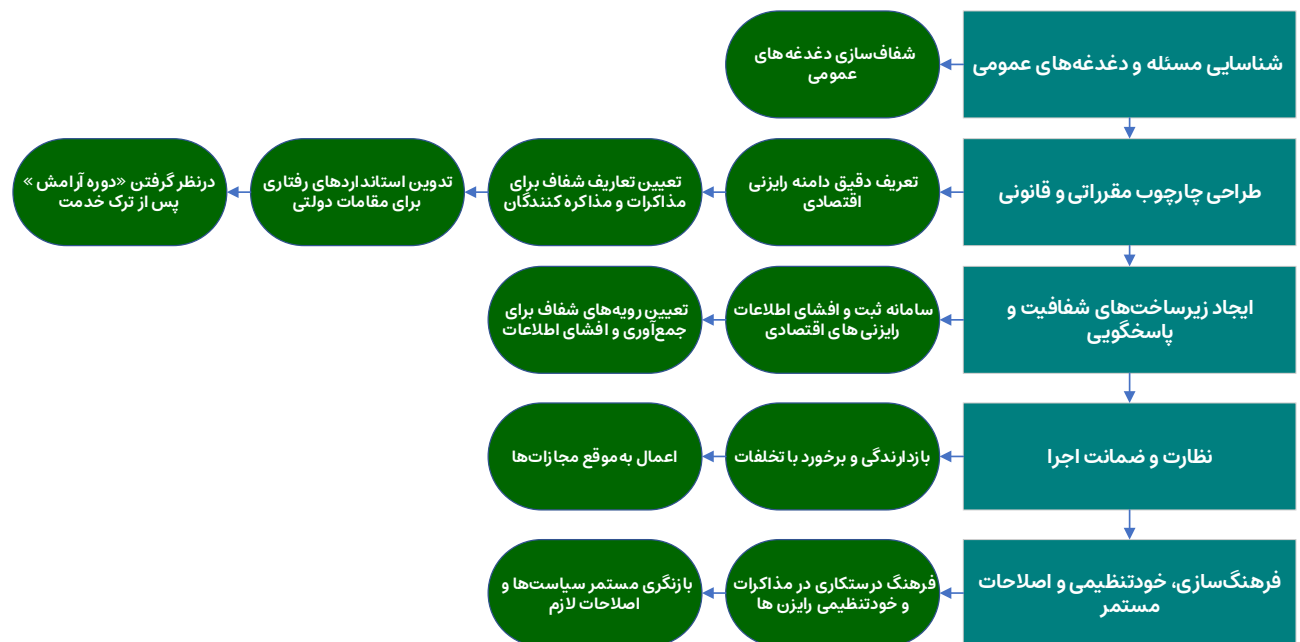 شناسایی مسئله و دغدغه‌های عمومی
شفاف‌سازی دغدغه‌های
عمومی
طراحی چارچوب مقرراتی و قانونی
تعریف دقیق دامنه رایزنی
اقتصادی
تعیین تعاریف شفاف برای
مذاکرات و مذاکره کنندگان
تدوین استانداردهای رفتاری
برای مقامات دولتی
درنظر گرفتن «دوره آرامش »
پس از ترک خدمت
ایجاد زیرساخت‌های شفافیت و
پاسخگویی
سامانه ثبت و افشای اطلاعات
رایزنی های اقتصادی
تعیین رویه‌های شفاف برای
جمع‌آوری و افشای اطلاعات
نظارت و ضمانت اجرا
بازدارندگی و برخورد با تخلفات
اعمال به‌موقع مجازات‌ها
فرهنگ‌سازی، خودتنظیمی و اصلاحات
مستمر
فرهنگ درستکاری در مذاکرات
و خودتنظیمی رایزن ها
بازنگری مستمر سیاست‌ها و
اصلاحات لازم